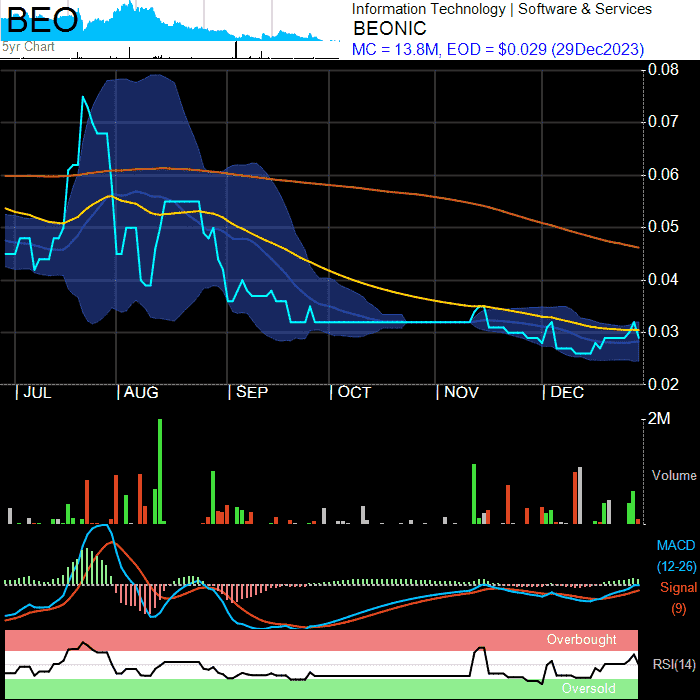 BEO
5yr Chart
Information Technology | Software & Services
BEONIC
MC = 13.8M, EOD = $0.029 (29Dec2023)
0.08
0.07
0.06
0.05
0.04
0.03
0.02
JUL AUG SEP OCT NOV DEC
2M
Volume
MACD
(12-26)
Signal
(9)
Overbought
RSI(14)
Oversold